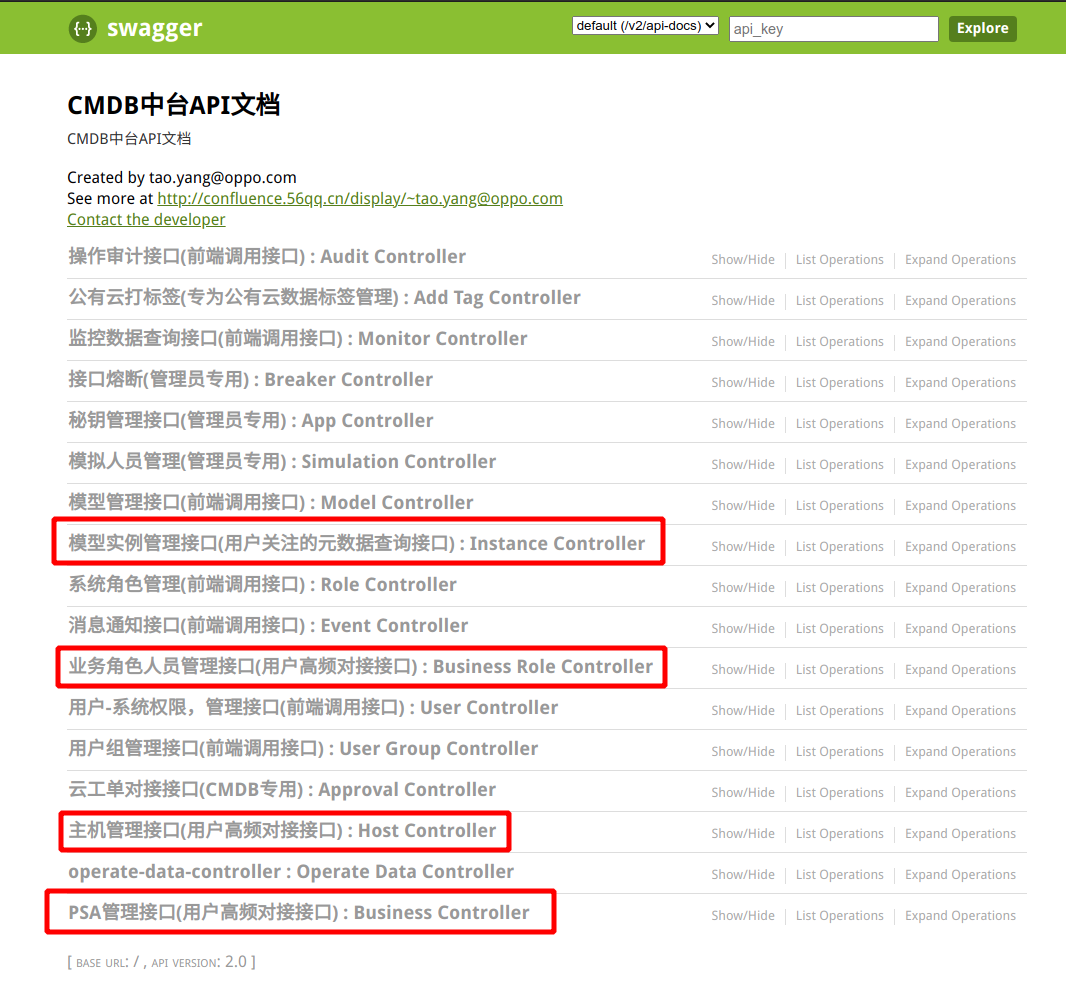 {··} swagger default (/v2/api-docs) api_key Explore
CMDB中台API文档
CMDB中台API文档
Created by tao.yang@oppo.com
See more at http://confluence.56qq.cn/display/~tao.yang@oppo.com
Contact the developer
操作审计接口(前端调用接口) : Audit Controller Show/Hide List Operations Expand Operations
公有云打标签(专为公有云数据标签管理) : Add Tag Controller Show/Hide List Operations Expand Operations
监控数据查询接口(前端调用接口) : Monitor Controller Show/Hide List Operations Expand Operations
接口熔断(管理员专用) : Breaker Controller Show/Hide List Operations Expand Operations
秘钥管理接口(管理员专用) : App Controller Show/Hide List Operations Expand Operations
模拟人员管理(管理员专用) : Simulation Controller Show/Hide List Operations Expand Operations
模型管理接口(前端调用接口) : Model Controller Show/Hide List Operations Expand Operations
模型实例管理接口(用户关注的元数据查询接口) : Instance Controller Show/Hide List Operations Expand Operations
系统角色管理(前端调用接口) : Role Controller Show/Hide List Operations Expand Operations
消息通知接口(前端调用接口) : Event Controller Show/Hide List Operations Expand Operations
业务角色人员管理接口(用户高频对接接口) : Business Role Controller Show/Hide List Operations Expand Operations
用户-系统权限，管理接口(前端调用接口) : User Controller Show/Hide List Operations Expand Operations
用户组管理接口(前端调用接口) : User Group Controller Show/Hide List Operations Expand Operations
云工单对接接口(CMDB专用) : Approval Controller Show/Hide List Operations Expand Operations
主机管理接口(用户高频对接接口) : Host Controller Show/Hide List Operations Expand Operations
operate-data-controller : Operate Data Controller Show/Hide List Operations Expand Operations
PSA管理接口(用户高频对接接口) : Business Controller Show/Hide List Operations Expand Operations
[ BASE URL: / , API VERSION: 2.0 ]